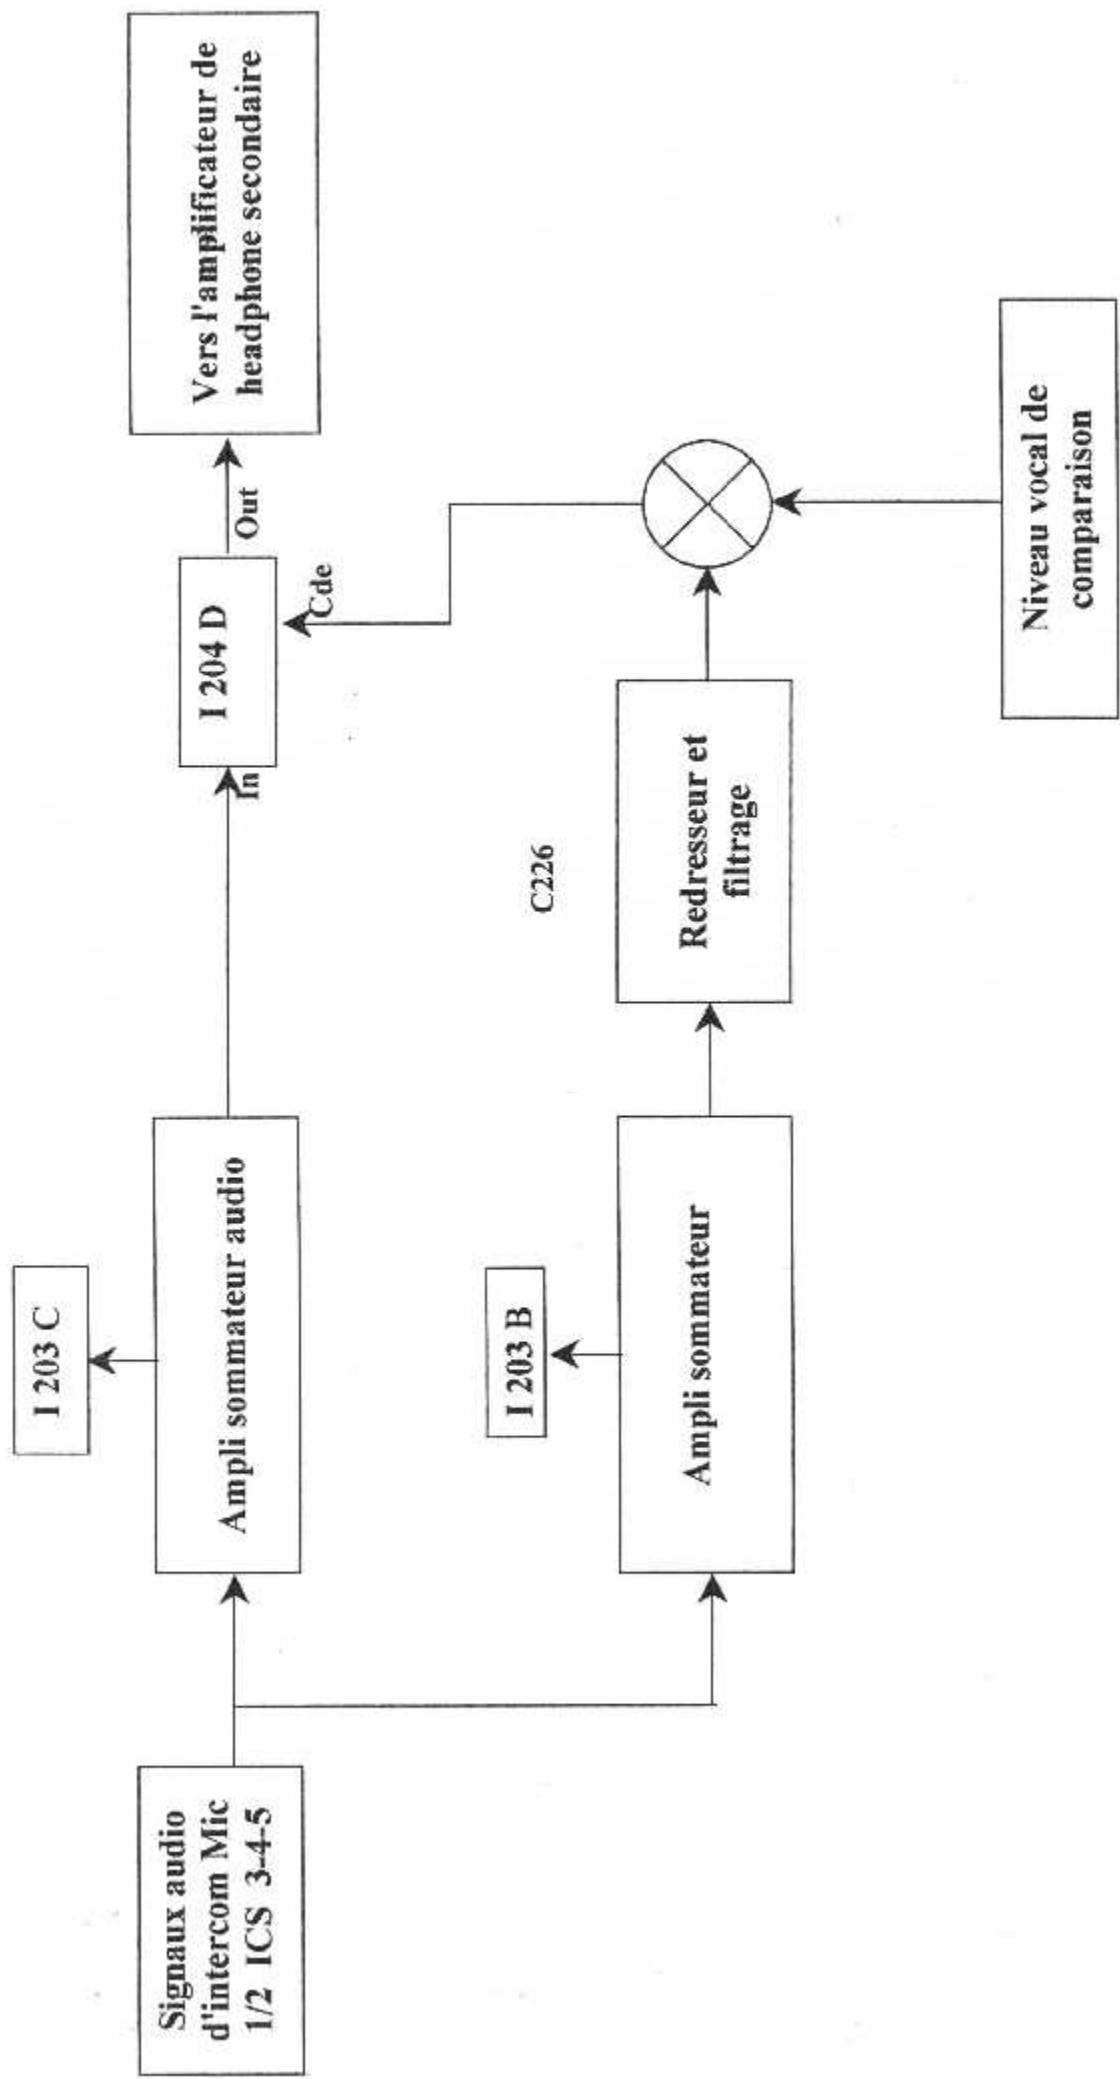 Signaux audio
d'intercom Mic
1/2 ICS 3-4-5
I 203 C
Ampli sommateur audio
In
I 204 D
Out
Cde
Vers l'amplificateur de
headphone secondaire
I 203 B
Ampli sommateur
C226
Redresseur et
filtrage
Niveau vocal de
comparaison